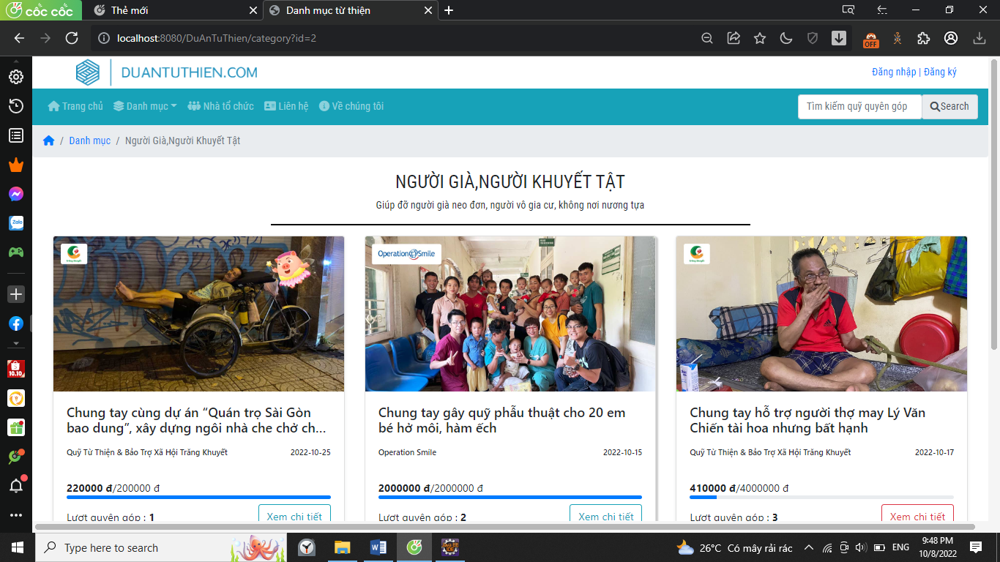 cốc cốc
Thẻ mới
Danh mục từ thiện
localhost:8080/DuAnTuThien/category?id=2
OFF
DUANTUTHIEN.COM
Đăng nhập | Đăng ký
Trang chủ
Danh mục
Nhà tổ chức
Liên hệ
Về chúng tôi
Tìm kiếm quỹ quyên góp
Search
/ Danh mục / Người Già,Người Khuyết Tật
NGƯỜI GIÀ,NGƯỜI KHUYẾT TẬT
Giúp đỡ người già neo đơn, người vô gia cư, không nơi nương tựa
Zalo
10.10
Operation Smile
Chung tay cùng dự án “Quán trọ Sài Gòn
bao dung”, xây dựng ngôi nhà che chở ch...
Quỹ Từ Thiện & Bảo Trợ Xã Hội Trăng Khuyết
2022-10-25
220000 đ/200000 đ
Lượt quyên góp : 1
Xem chi tiết
Chung tay gây quỹ phẫu thuật cho 20 em
bé hở môi, hàm ếch
Operation Smile
2022-10-15
2000000 đ/2000000 đ
Lượt quyên góp : 2
Xem chi tiết
Chung tay hỗ trợ người thợ may Lý Văn
Chiến tài hoa nhưng bất hạnh
Quỹ Từ Thiện & Bảo Trợ Xã Hội Trăng Khuyết
2022-10-17
410000 đ/4000000 đ
Lượt quyên góp : 3
Xem chi tiết
Type here to search
26°C Có mây rải rác
ENG
9:48 PM
10/8/2022